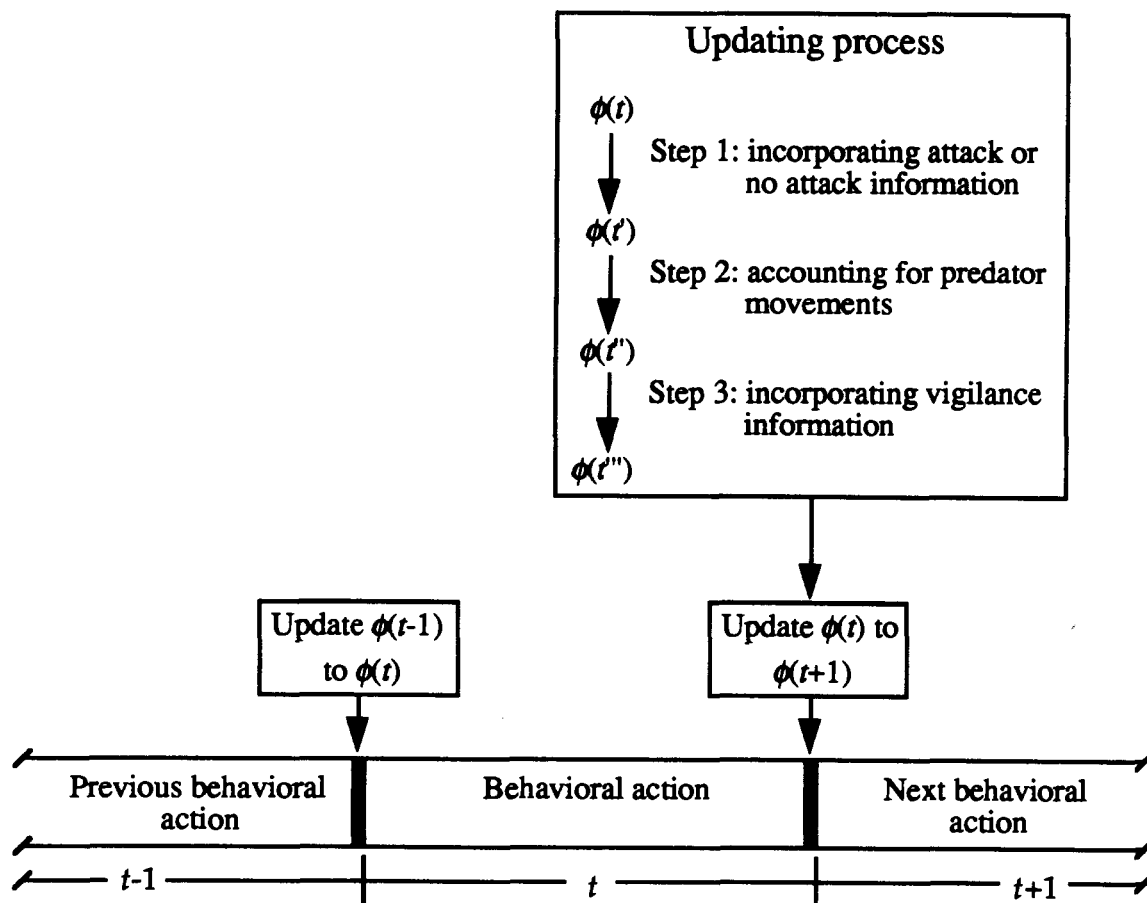 Updating process
ϕ(t)
Step 1: incorporating attack or
no attack information
ϕ(t')
Step 2: accounting for predator
movements
ϕ(t'')
Step 3: incorporating vigilance
information
ϕ(t''')
Update ϕ(t-1)
to ϕ(t)
Update ϕ(t) to
ϕ(t+1)
Previous behavioral
action
Behavioral action
Next behavioral
action
t-1
t
t+1